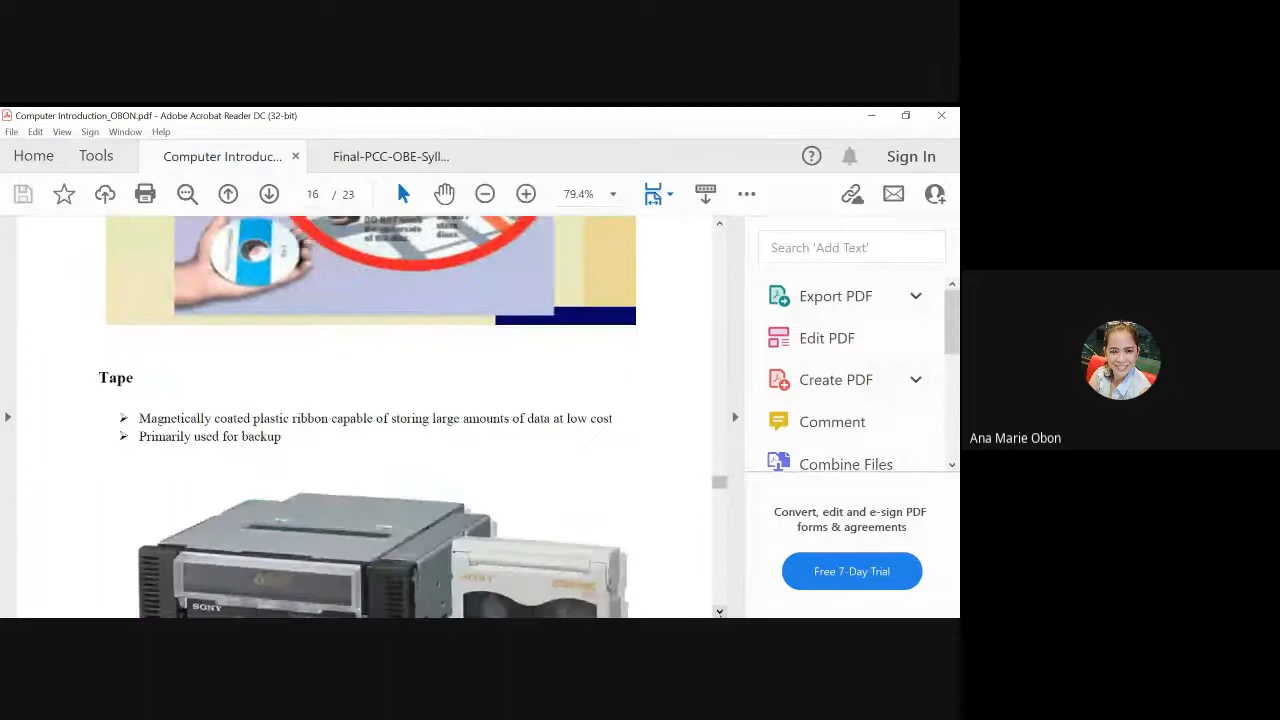 Computer Introduction_OBON.pdf - Adobe Acrobat Reader DC (32-bit)
File Edit View Sign Window Help
Home Tools Computer Introduc... × Final-PCC-OBE-Syll... Sign In
16 / 23 79.4%
Search 'Add Text'
Export PDF
Edit PDF
Create PDF
Comment
Combine Files
Convert, edit and e-sign PDF
forms & agreements
Free 7-Day Trial
Tape
Magnetically coated plastic ribbon capable of storing large amounts of data at low cost
Primarily used for backup
SONY
Ana Marie Obon